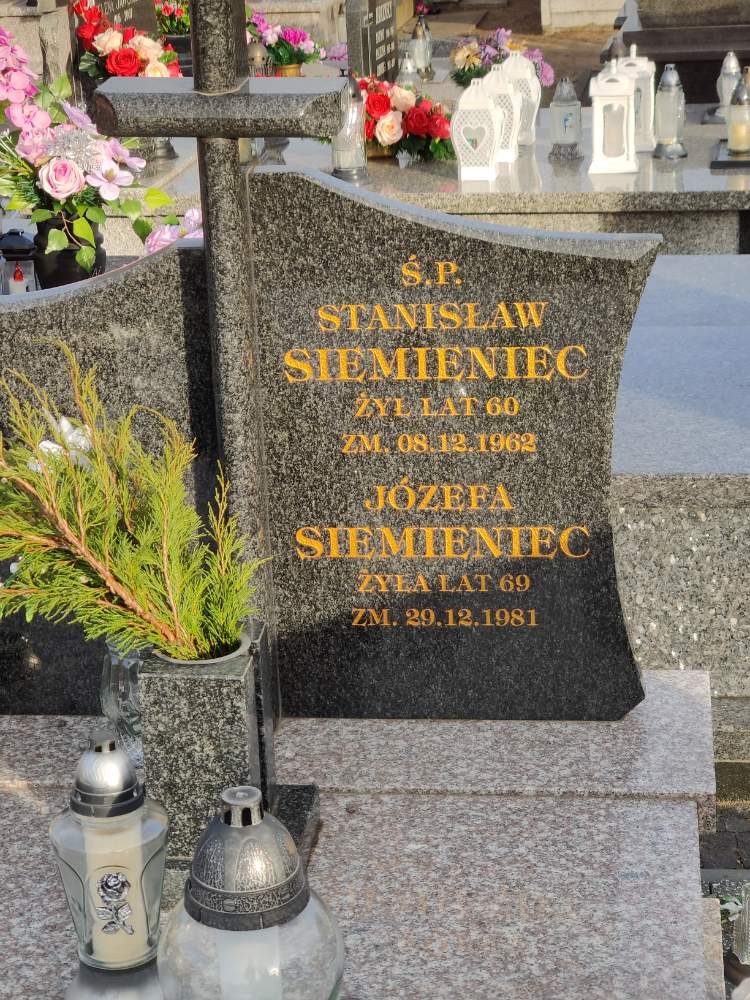 Ś.P.
STANISŁAW
SIEMIENIEC
ŻYŁ LAT 60
ZM. 08.12.1962
JÓZEFA
SIEMIENIEC
ŻYŁA LAT 69
ZM. 29.12.1981